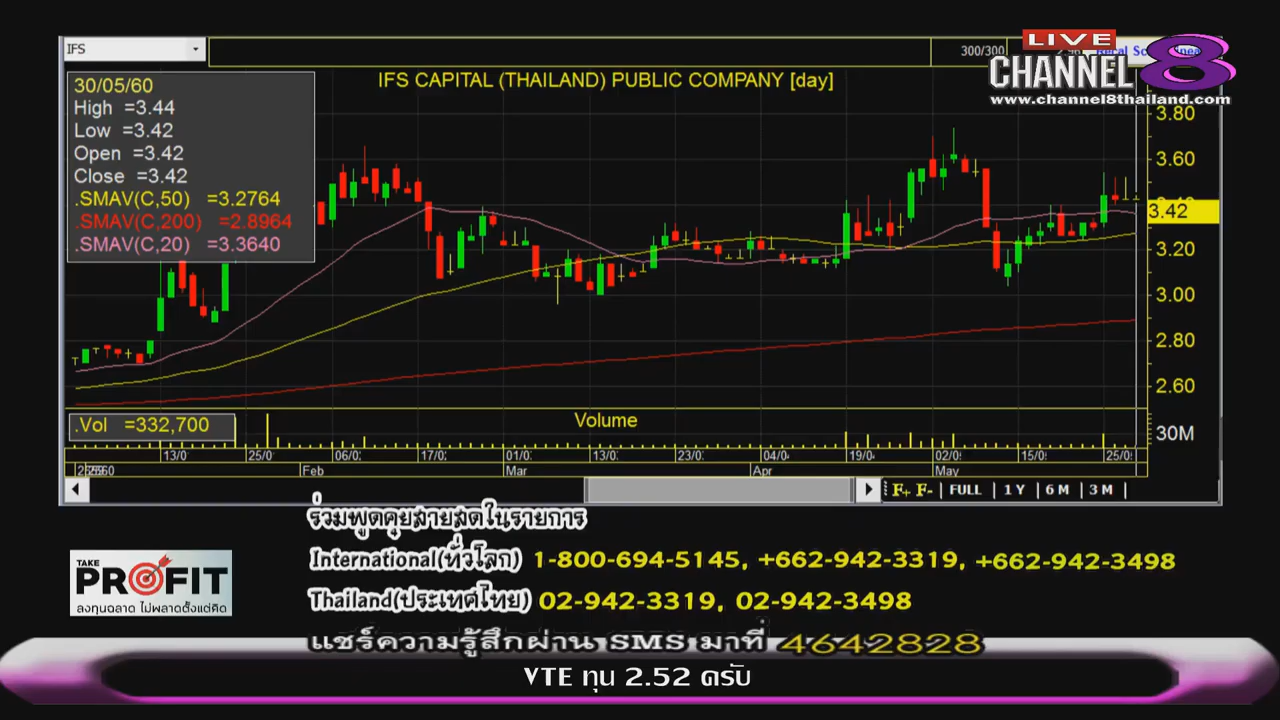 IFS
300/300
LIVE
CHANNEL 8
www.channel8thailand.com
IFS CAPITAL (THAILAND) PUBLIC COMPANY [day]
30/05/60
High =3.44
Low =3.42
Open =3.42
Close =3.42
.SMAV(C,50) =3.2764
.SMAV(C,200) =2.8964
.SMAV(C,20) =3.3640
3.80
3.60
3.42
3.20
3.00
2.80
2.60
.Vol =332,700
Volume
30M
13/0 25/0 06/0 17/0 01/0 13/0 23/0 04/0 19/0 02/0 15/0 25/0
Feb Mar Apr May
F+ F- FULL 1 Y 6 M 3 M
ร่วมพูดคุยสายสดในรายการ
International(ทั่วโลก) 1-800-694-5145, +662-942-3319, +662-942-3498
TAKE
PROFIT
ลงทุนฉลาด ไม่พลาดตั้งแต่คิด
Thailand(ประเทศไทย) 02-942-3319, 02-942-3498
แชร์ความรู้สึกผ่าน SMS มาที่ 4642828
VTE ทุน 2.52 ครับ